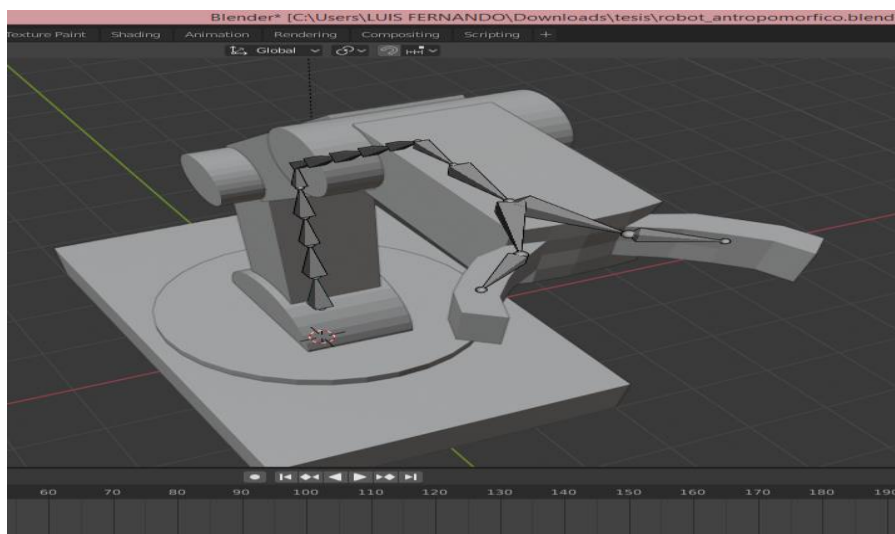 Blender* [C:\Users\LUIS FERNANDO\Downloads\tesis\robot_antropomorfico.blend
Texture Paint Shading Animation Rendering Compositing Scripting +
Global
60 70 80 90 100 110 120 130 140 150 160 170 180 190